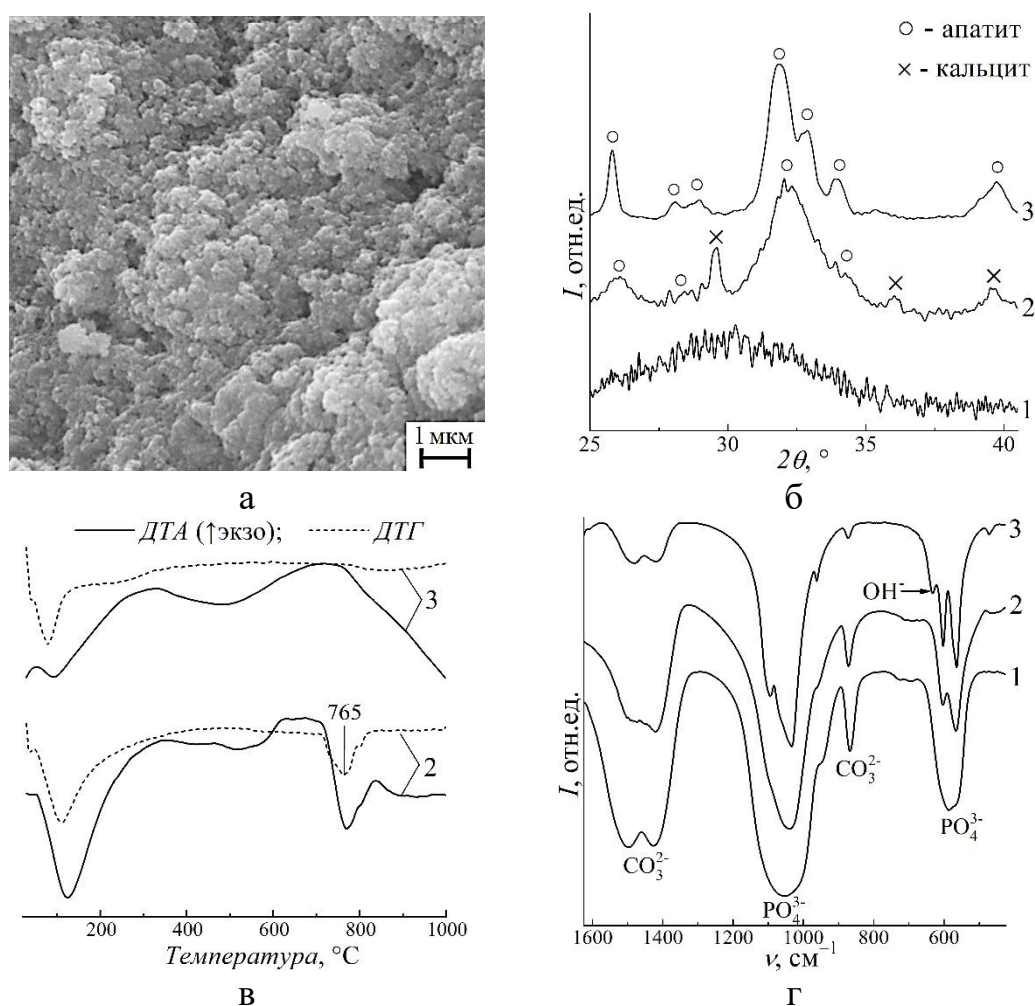 1 мкм
а
○ - апатит
× - кальцит
I, отн.ед.
3
2
1
25 30 35 40
2θ, °
б
ДТА (↑экзо); ДТГ
3
765
2
200 400 600 800 1000
Температура, °C
в
I, отн.ед.
3
OH⁻
2
1
CO₃²⁻
PO₄³⁻
CO₃²⁻
PO₄³⁻
1600 1400 1200 1000 800 600
ν, см⁻¹
г